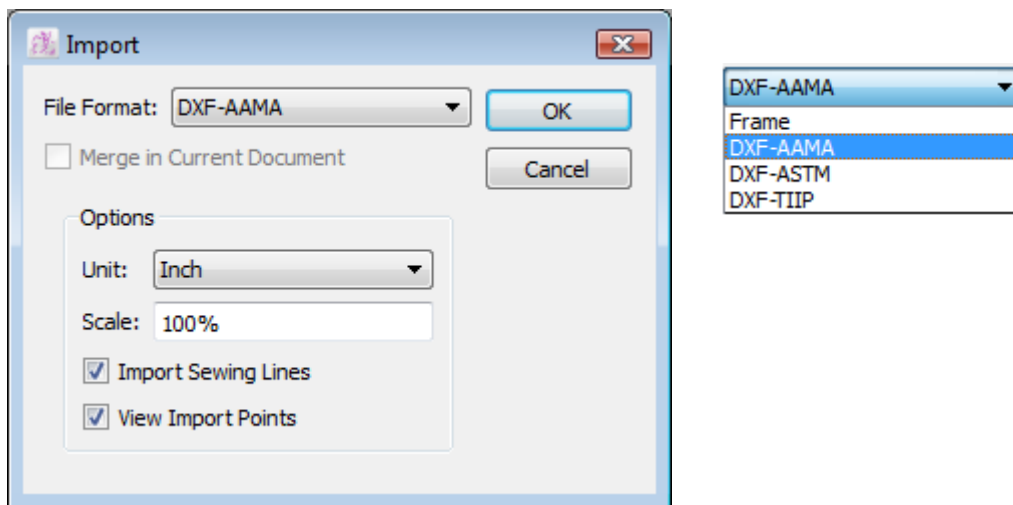 Import
File Format: DXF-AAMA
OK
Merge in Current Document
Cancel
Options
Unit: Inch
Scale: 100%
Import Sewing Lines
View Import Points
DXF-AAMA
Frame
DXF-AAMA
DXF-ASTM
DXF-TIIP